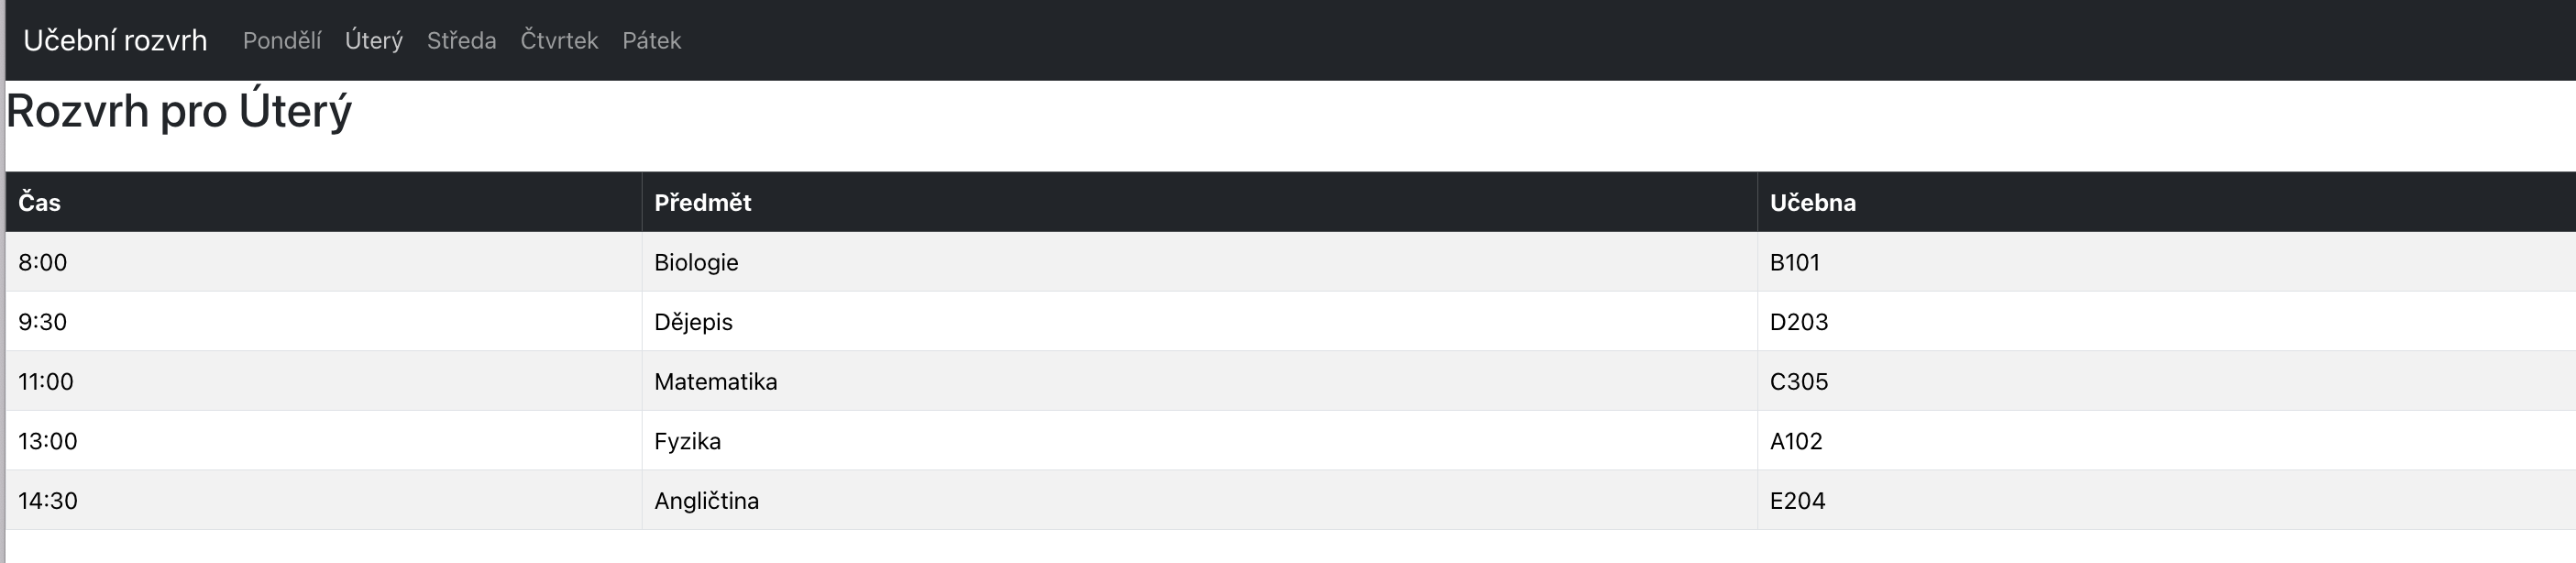 Učební rozvrh Pondělí Úterý Středa Čtvrtek Pátek
Rozvrh pro Úterý
Čas Předmět Učebna
8:00 Biologie B101
9:30 Dějepis D203
11:00 Matematika C305
13:00 Fyzika A102
14:30 Angličtina E204